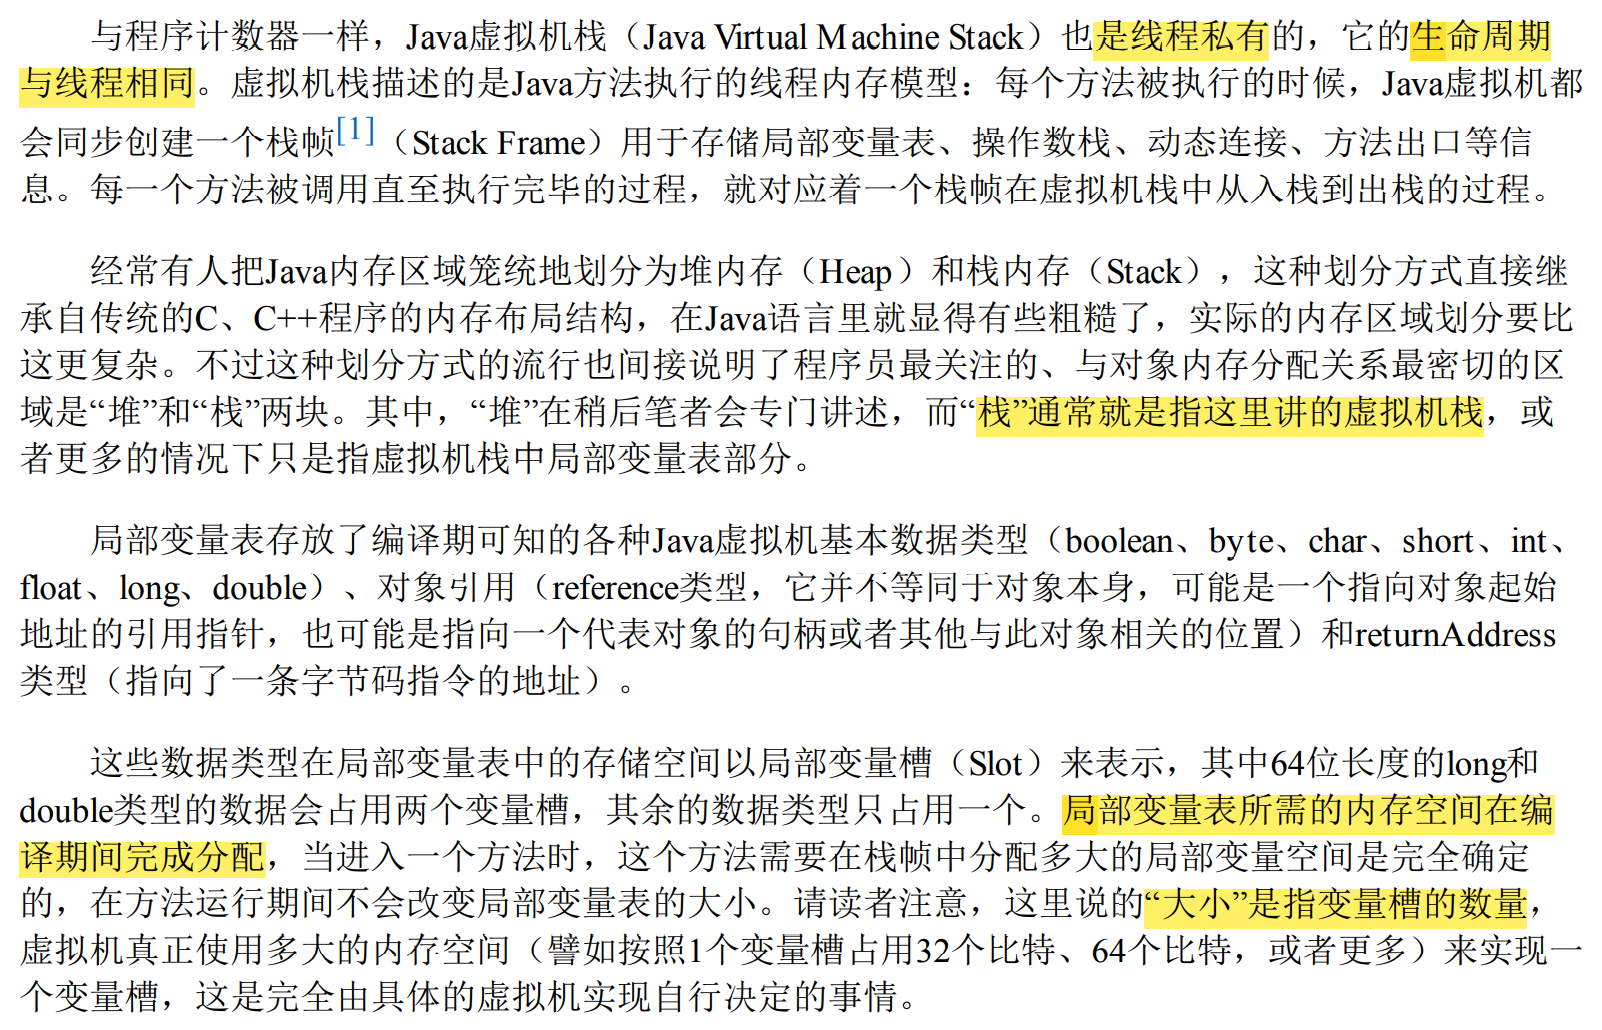 与程序计数器一样，Java虚拟机栈（Java Virtual Machine Stack）也是线程私有的，它的生命周期
与线程相同。虚拟机栈描述的是Java方法执行的线程内存模型：每个方法被执行的时候，Java虚拟机都
会同步创建一个栈帧[1]（Stack Frame）用于存储局部变量表、操作数栈、动态连接、方法出口等信
息。每一个方法被调用直至执行完毕的过程，就对应着一个栈帧在虚拟机栈中从入栈到出栈的过程。
经常有人把Java内存区域笼统地划分为堆内存（Heap）和栈内存（Stack），这种划分方式直接继
承自传统的C、C++程序的内存布局结构，在Java语言里就显得有些粗糙了，实际的内存区域划分要比
这更复杂。不过这种划分方式的流行也间接说明了程序员最关注的、与对象内存分配关系最密切的区
域是“堆”和“栈”两块。其中，“堆”在稍后笔者会专门讲述，而“栈”通常就是指这里讲的虚拟机栈，或
者更多的情况下只是指虚拟机栈中局部变量表部分。
局部变量表存放了编译期可知的各种Java虚拟机基本数据类型（boolean、byte、char、short、int、
float、long、double）、对象引用（reference类型，它并不等同于对象本身，可能是一个指向对象起始
地址的引用指针，也可能是指向一个代表对象的句柄或者其他与此对象相关的位置）和returnAddress
类型（指向了一条字节码指令的地址）。
这些数据类型在局部变量表中的存储空间以局部变量槽（Slot）来表示，其中64位长度的long和
double类型的数据会占用两个变量槽，其余的数据类型只占用一个。局部变量表所需的内存空间在编
译期间完成分配，当进入一个方法时，这个方法需要在栈帧中分配多大的局部变量空间是完全确定
的，在方法运行期间不会改变局部变量表的大小。请读者注意，这里说的“大小”是指变量槽的数量，
虚拟机真正使用多大的内存空间（譬如按照1个变量槽占用32个比特、64个比特，或者更多）来实现一
个变量槽，这是完全由具体的虚拟机实现自行决定的事情。